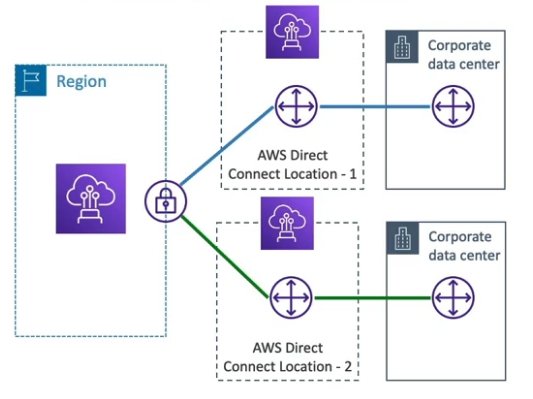 Region
AWS Direct
Connect Location - 1
Corporate
data center
AWS Direct
Connect Location - 2
Corporate
data center